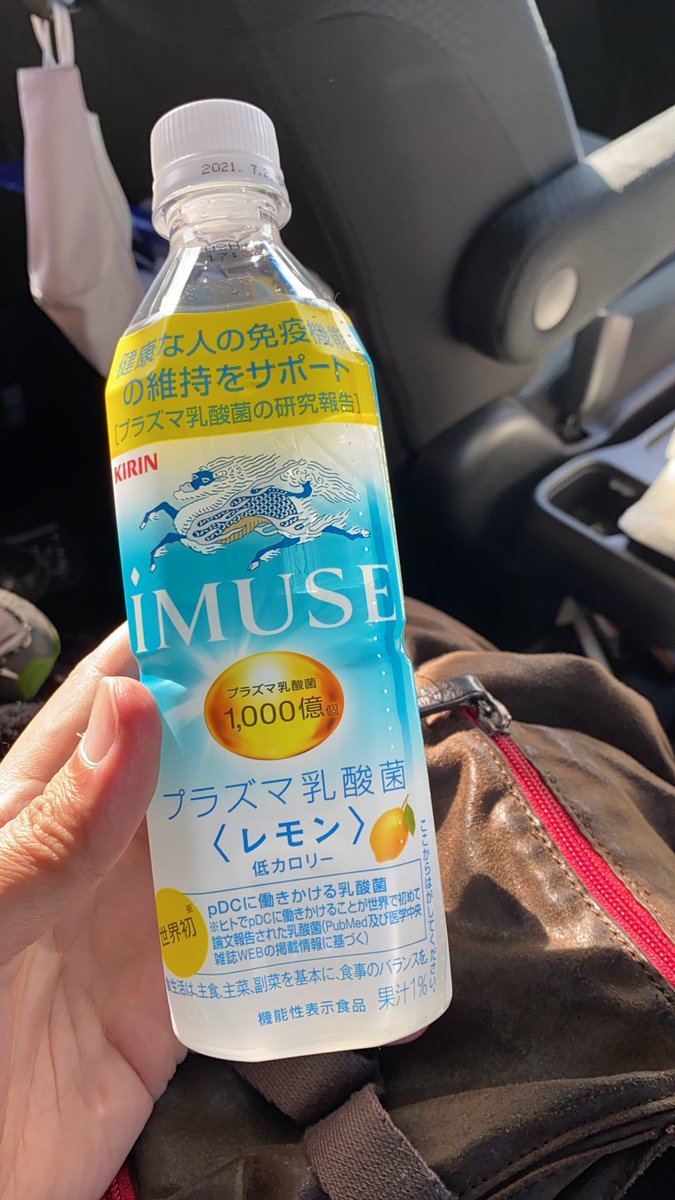 2021. 7.
健康な人の免疫機能
の維持をサポート
[プラズマ乳酸菌の研究報告]
KIRIN
iMUSE
プラズマ乳酸菌
1,000億個
プラズマ乳酸菌
〈レモン〉
低カロリー
ここからはがしてください
※
世界初
pDCに働きかける乳酸菌
※ヒトでpDCに働きかけることが世界で初めて
論文報告された乳酸菌(PubMed及び医学中央
雑誌WEBの掲載情報に基づく)
食生活は、主食、主菜、副菜を基本に、食事のバランスを。
機能性表示食品
果汁1%